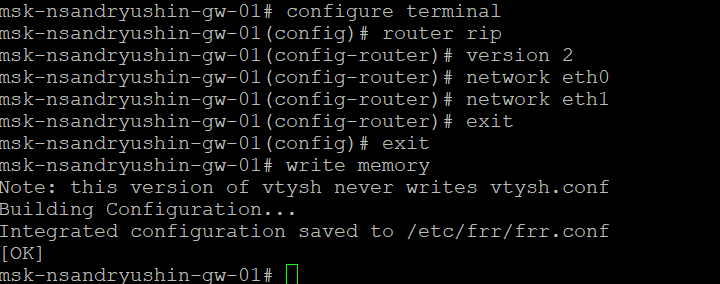 msk-nsandryushin-gw-01# configure terminal
msk-nsandryushin-gw-01(config)# router rip
msk-nsandryushin-gw-01(config-router)# version 2
msk-nsandryushin-gw-01(config-router)# network eth0
msk-nsandryushin-gw-01(config-router)# network eth1
msk-nsandryushin-gw-01(config-router)# exit
msk-nsandryushin-gw-01(config)# exit
msk-nsandryushin-gw-01# write memory
Note: this version of vtysh never writes vtysh.conf
Building Configuration...
Integrated configuration saved to /etc/frr/frr.conf
[OK]
msk-nsandryushin-gw-01#